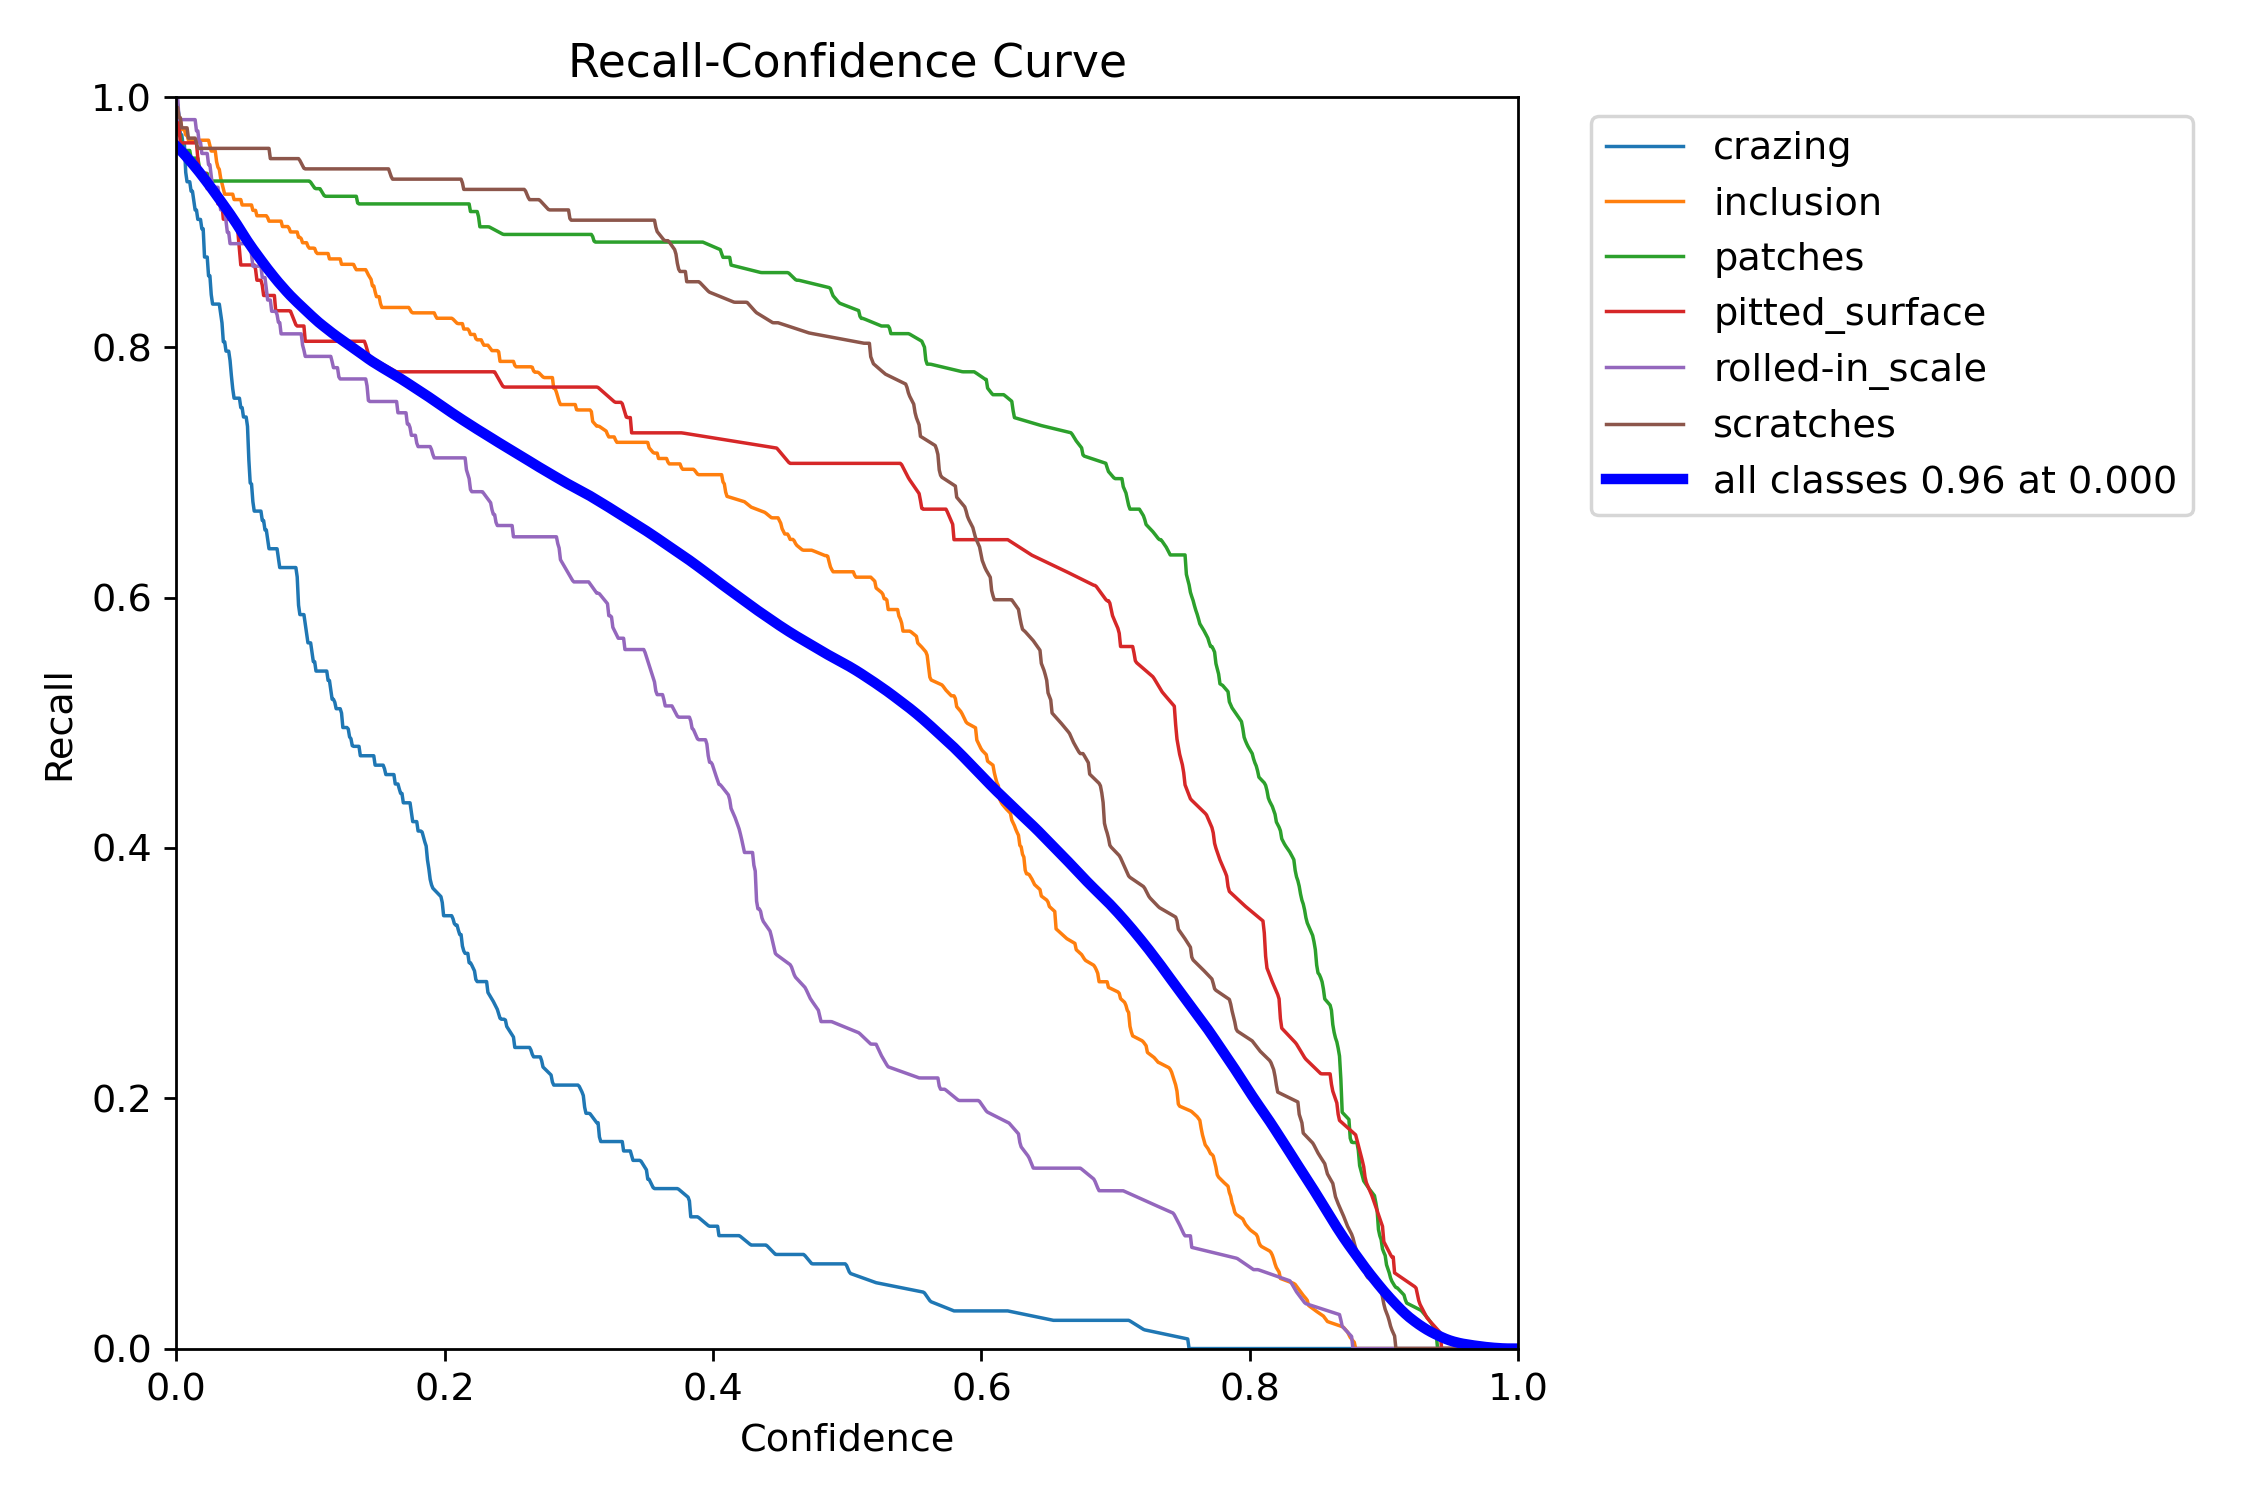 Recall-Confidence Curve
1.0
0.8
0.6
0.4
0.2
0.0
Recall
0.0 0.2 0.4 0.6 0.8 1.0
Confidence
crazing
inclusion
patches
pitted_surface
rolled-in_scale
scratches
all classes 0.96 at 0.000